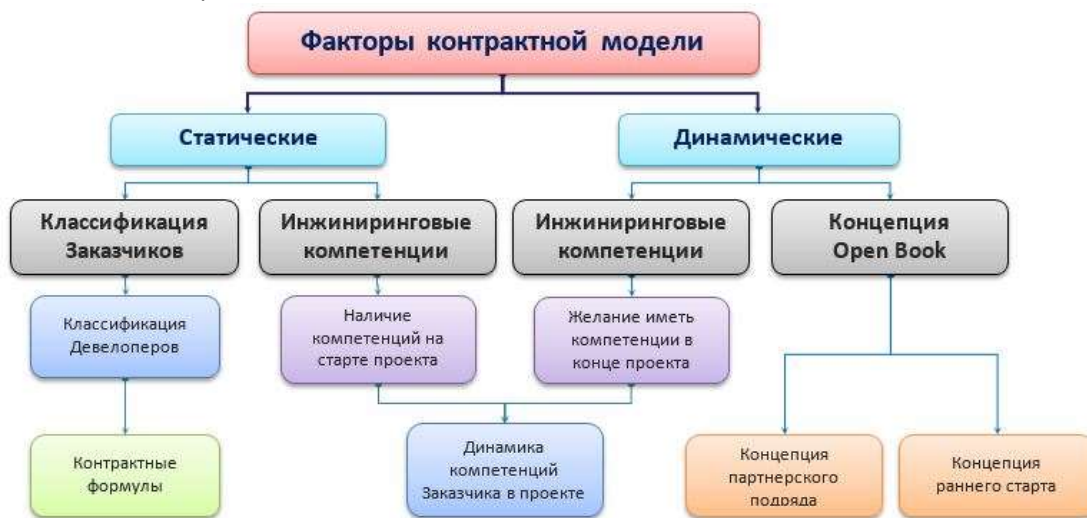 Факторы контрактной модели
Статические
Динамические
Классификация
Заказчиков
Инжиниринговые
компетенции
Инжиниринговые
компетенции
Концепция
Open Book
Классификация
Девелоперов
Наличие
компетенций на
старте проекта
Желание иметь
компетенции в
конце проекта
Контрактные
формулы
Динамика
компетенций
Заказчика в проекте
Концепция
партнерского
подряда
Концепция
раннего старта